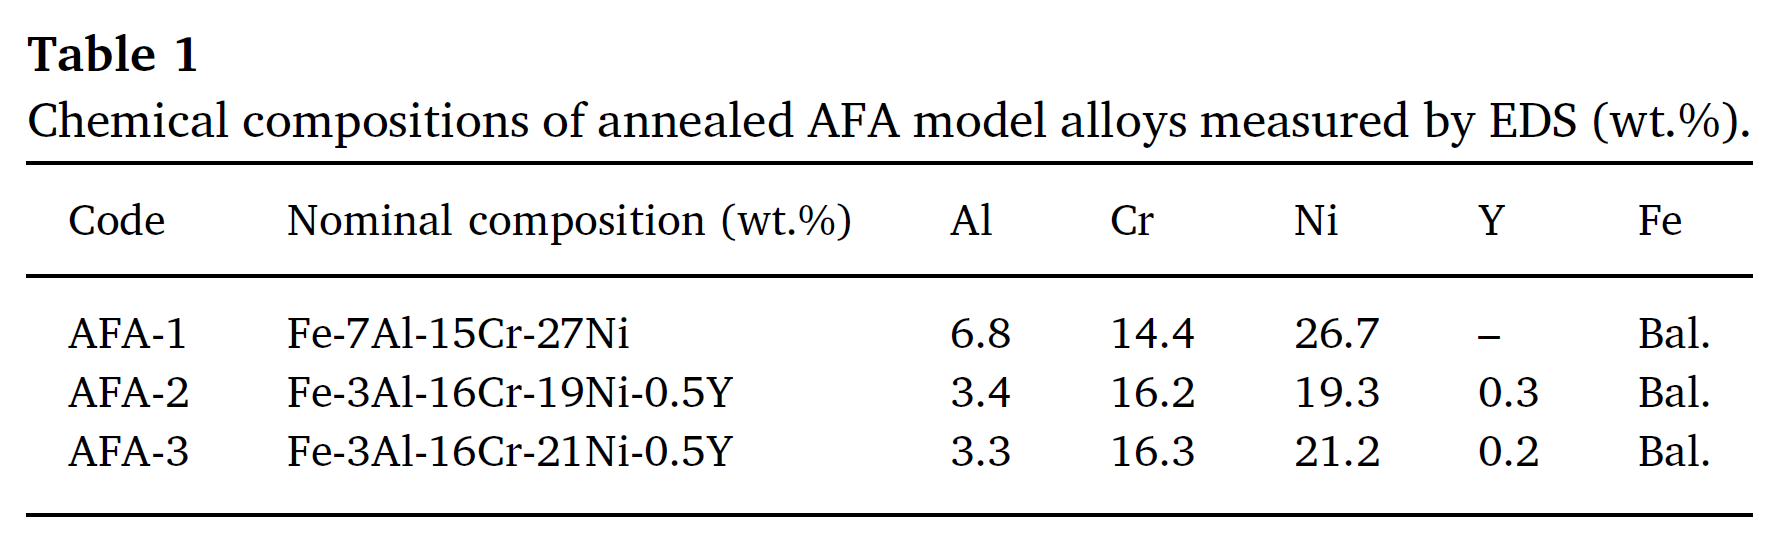 Table 1
Chemical compositions of annealed AFA model alloys measured by EDS (wt.%).
Code Nominal composition (wt.%) Al Cr Ni Y Fe
AFA-1 Fe-7Al-15Cr-27Ni 6.8 14.4 26.7 – Bal.
AFA-2 Fe-3Al-16Cr-19Ni-0.5Y 3.4 16.2 19.3 0.3 Bal.
AFA-3 Fe-3Al-16Cr-21Ni-0.5Y 3.3 16.3 21.2 0.2 Bal.